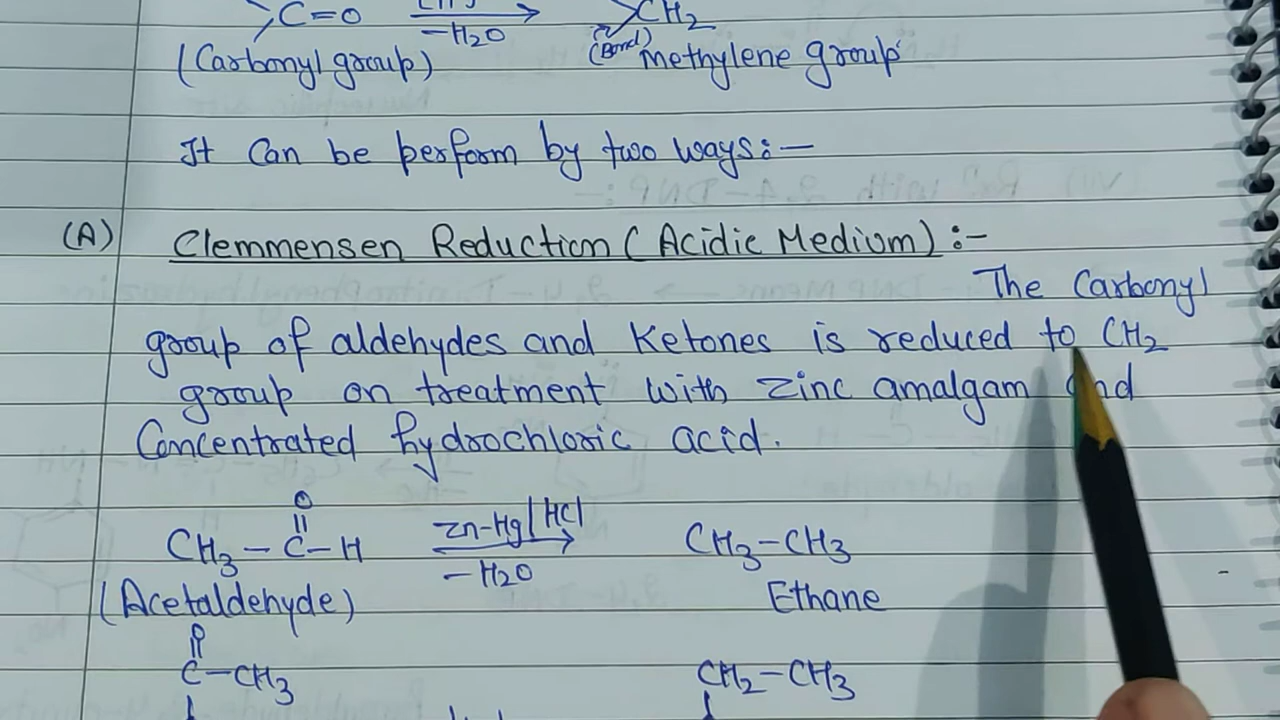 C=O [H] −H2O CH2
(Carbonyl group) (Bond) methylene group
It Can be perform by two ways:—
(A) Clemmensen Reduction (Acidic Medium) :-
The Carbonyl
group of aldehydes and Ketones is reduced to CH2
group on treatment with Zinc amalgam and
Concentrated hydrochloric acid.
O
CH3 − C − H Zn-Hg/HCl −H2O CH3−CH3
(Acetaldehyde) Ethane
O
C−CH3 CH2−CH3